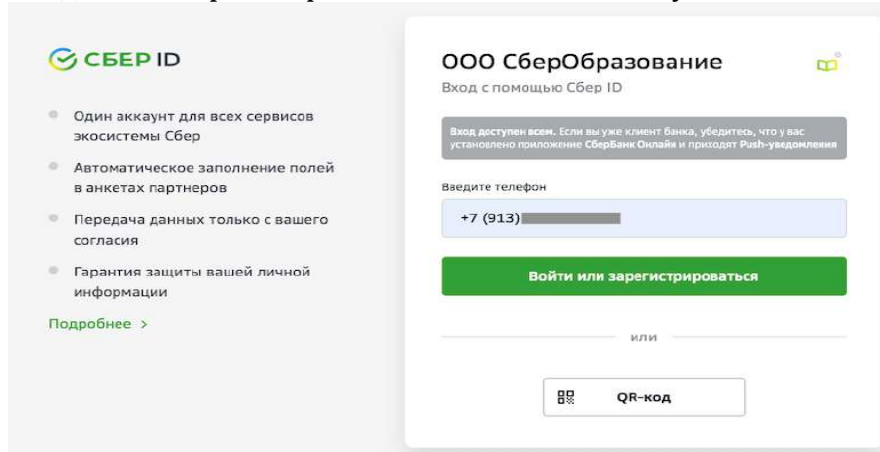 СБЕР ID
Один аккаунт для всех сервисов
экосистемы Сбер
Автоматическое заполнение полей
в анкетах партнеров
Передача данных только с вашего
согласия
Гарантия защиты вашей личной
информации
Подробнее >
ООО СберОбразование
Вход с помощью Сбер ID
Вход доступен всем. Если вы уже клиент банка, убедитесь, что у вас
установлено приложение СберБанк Онлайн и приходят Push-уведомления
Введите телефон
+7 (913)
Войти или зарегистрироваться
или
QR-код